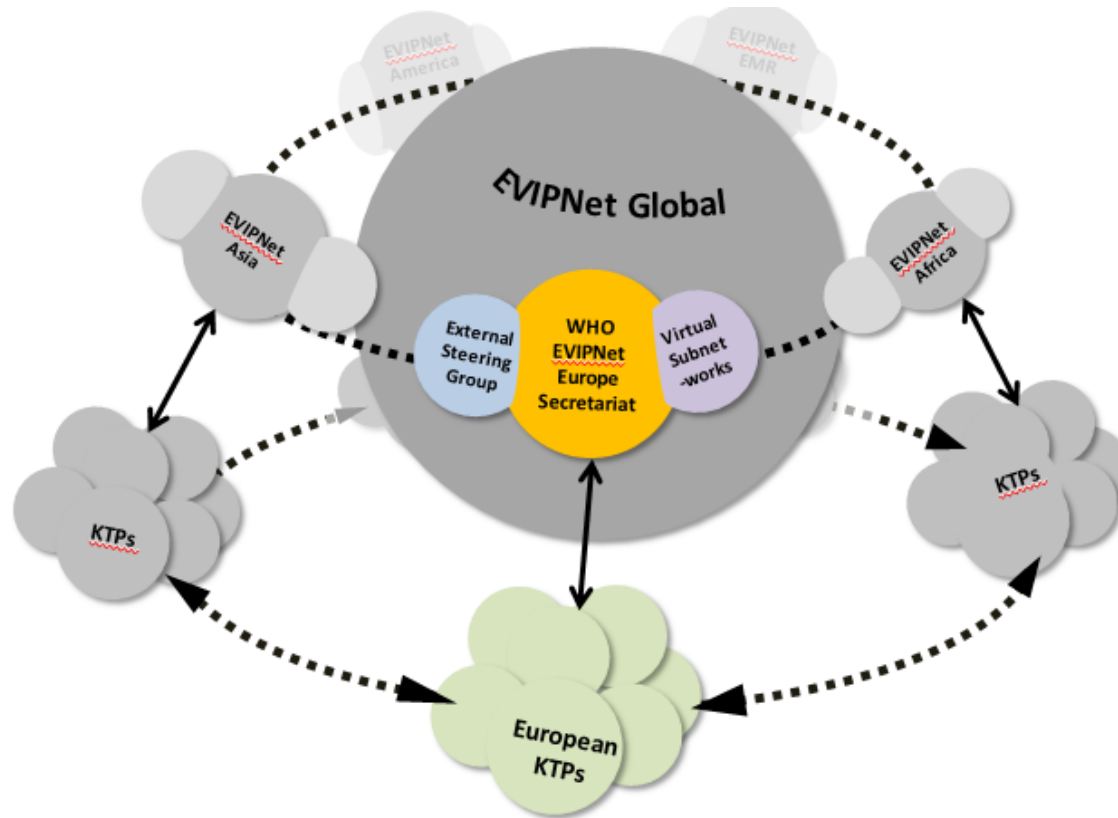 EVIPNet
America
EVIPNet
EMR
EVIPNet Global
EVIPNet
Asia
EVIPNet
Africa
External
Steering
Group
WHO
EVIPNet
Europe
Secretariat
Virtual
Subnet
-works
KTPs
KTPs
European
KTPs